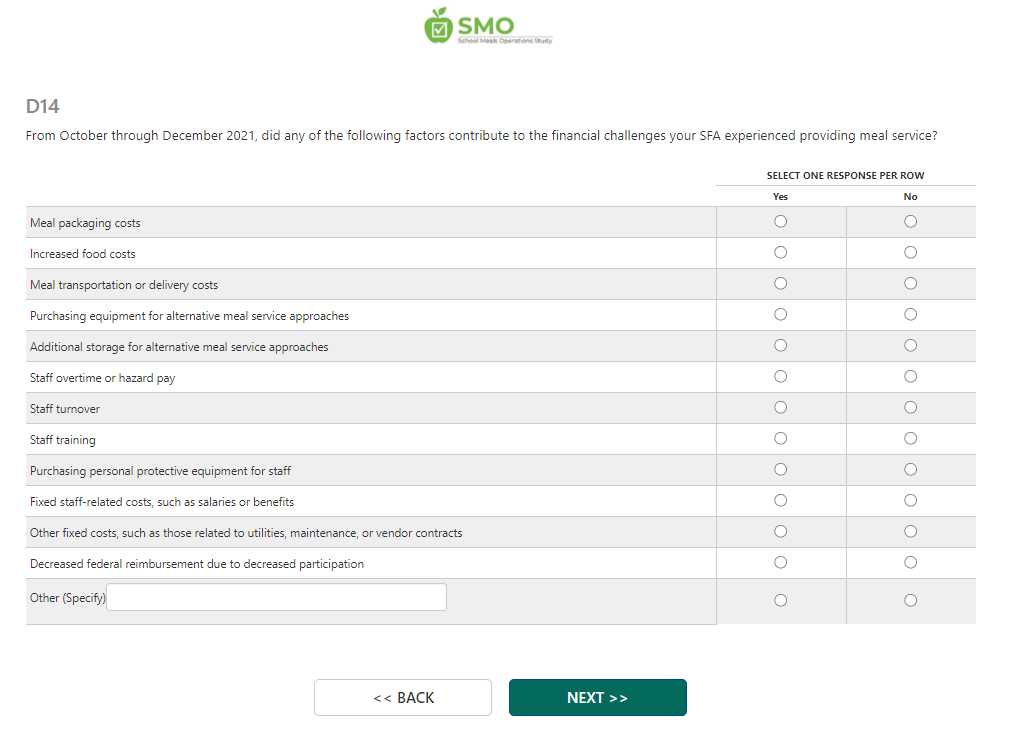 SMO
School Meals Operations Study
D14
From October through December 2021, did any of the following factors contribute to the financial challenges your SFA experienced providing meal service?
SELECT ONE RESPONSE PER ROW
Yes No
Meal packaging costs
Increased food costs
Meal transportation or delivery costs
Purchasing equipment for alternative meal service approaches
Additional storage for alternative meal service approaches
Staff overtime or hazard pay
Staff turnover
Staff training
Purchasing personal protective equipment for staff
Fixed staff-related costs, such as salaries or benefits
Other fixed costs, such as those related to utilities, maintenance, or vendor contracts
Decreased federal reimbursement due to decreased participation
Other (Specify)
<< BACK NEXT >>